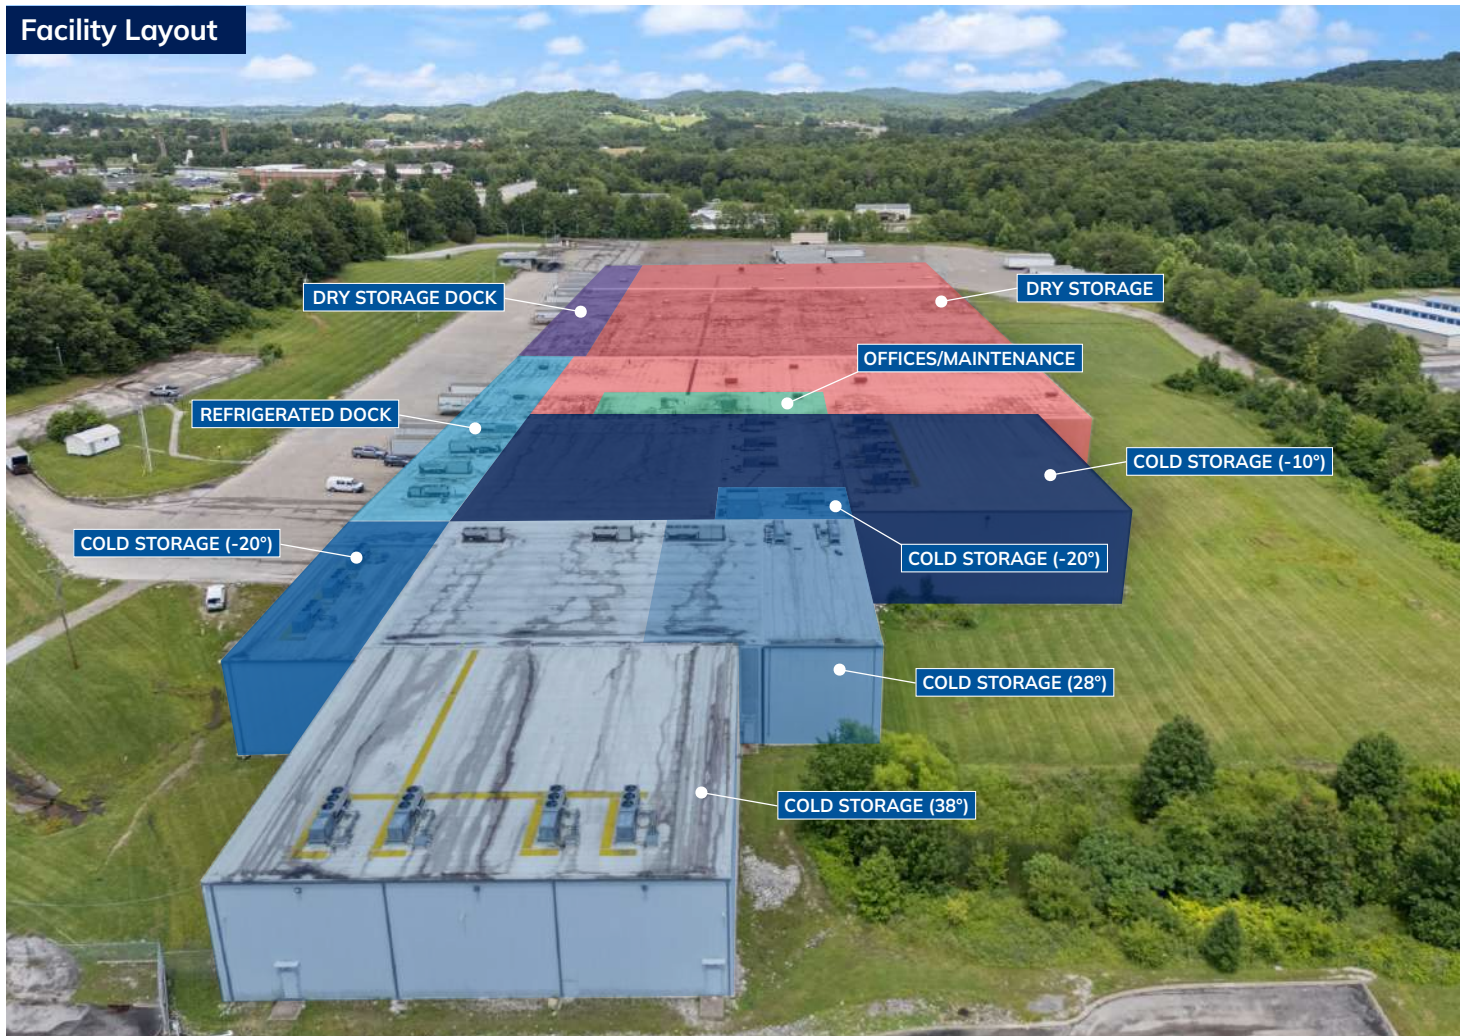 Facility Layout
DRY STORAGE DOCK
DRY STORAGE
OFFICES/MAINTENANCE
REFRIGERATED DOCK
COLD STORAGE (-10°)
COLD STORAGE (-20°)
COLD STORAGE (-20°)
COLD STORAGE (28°)
COLD STORAGE (38°)